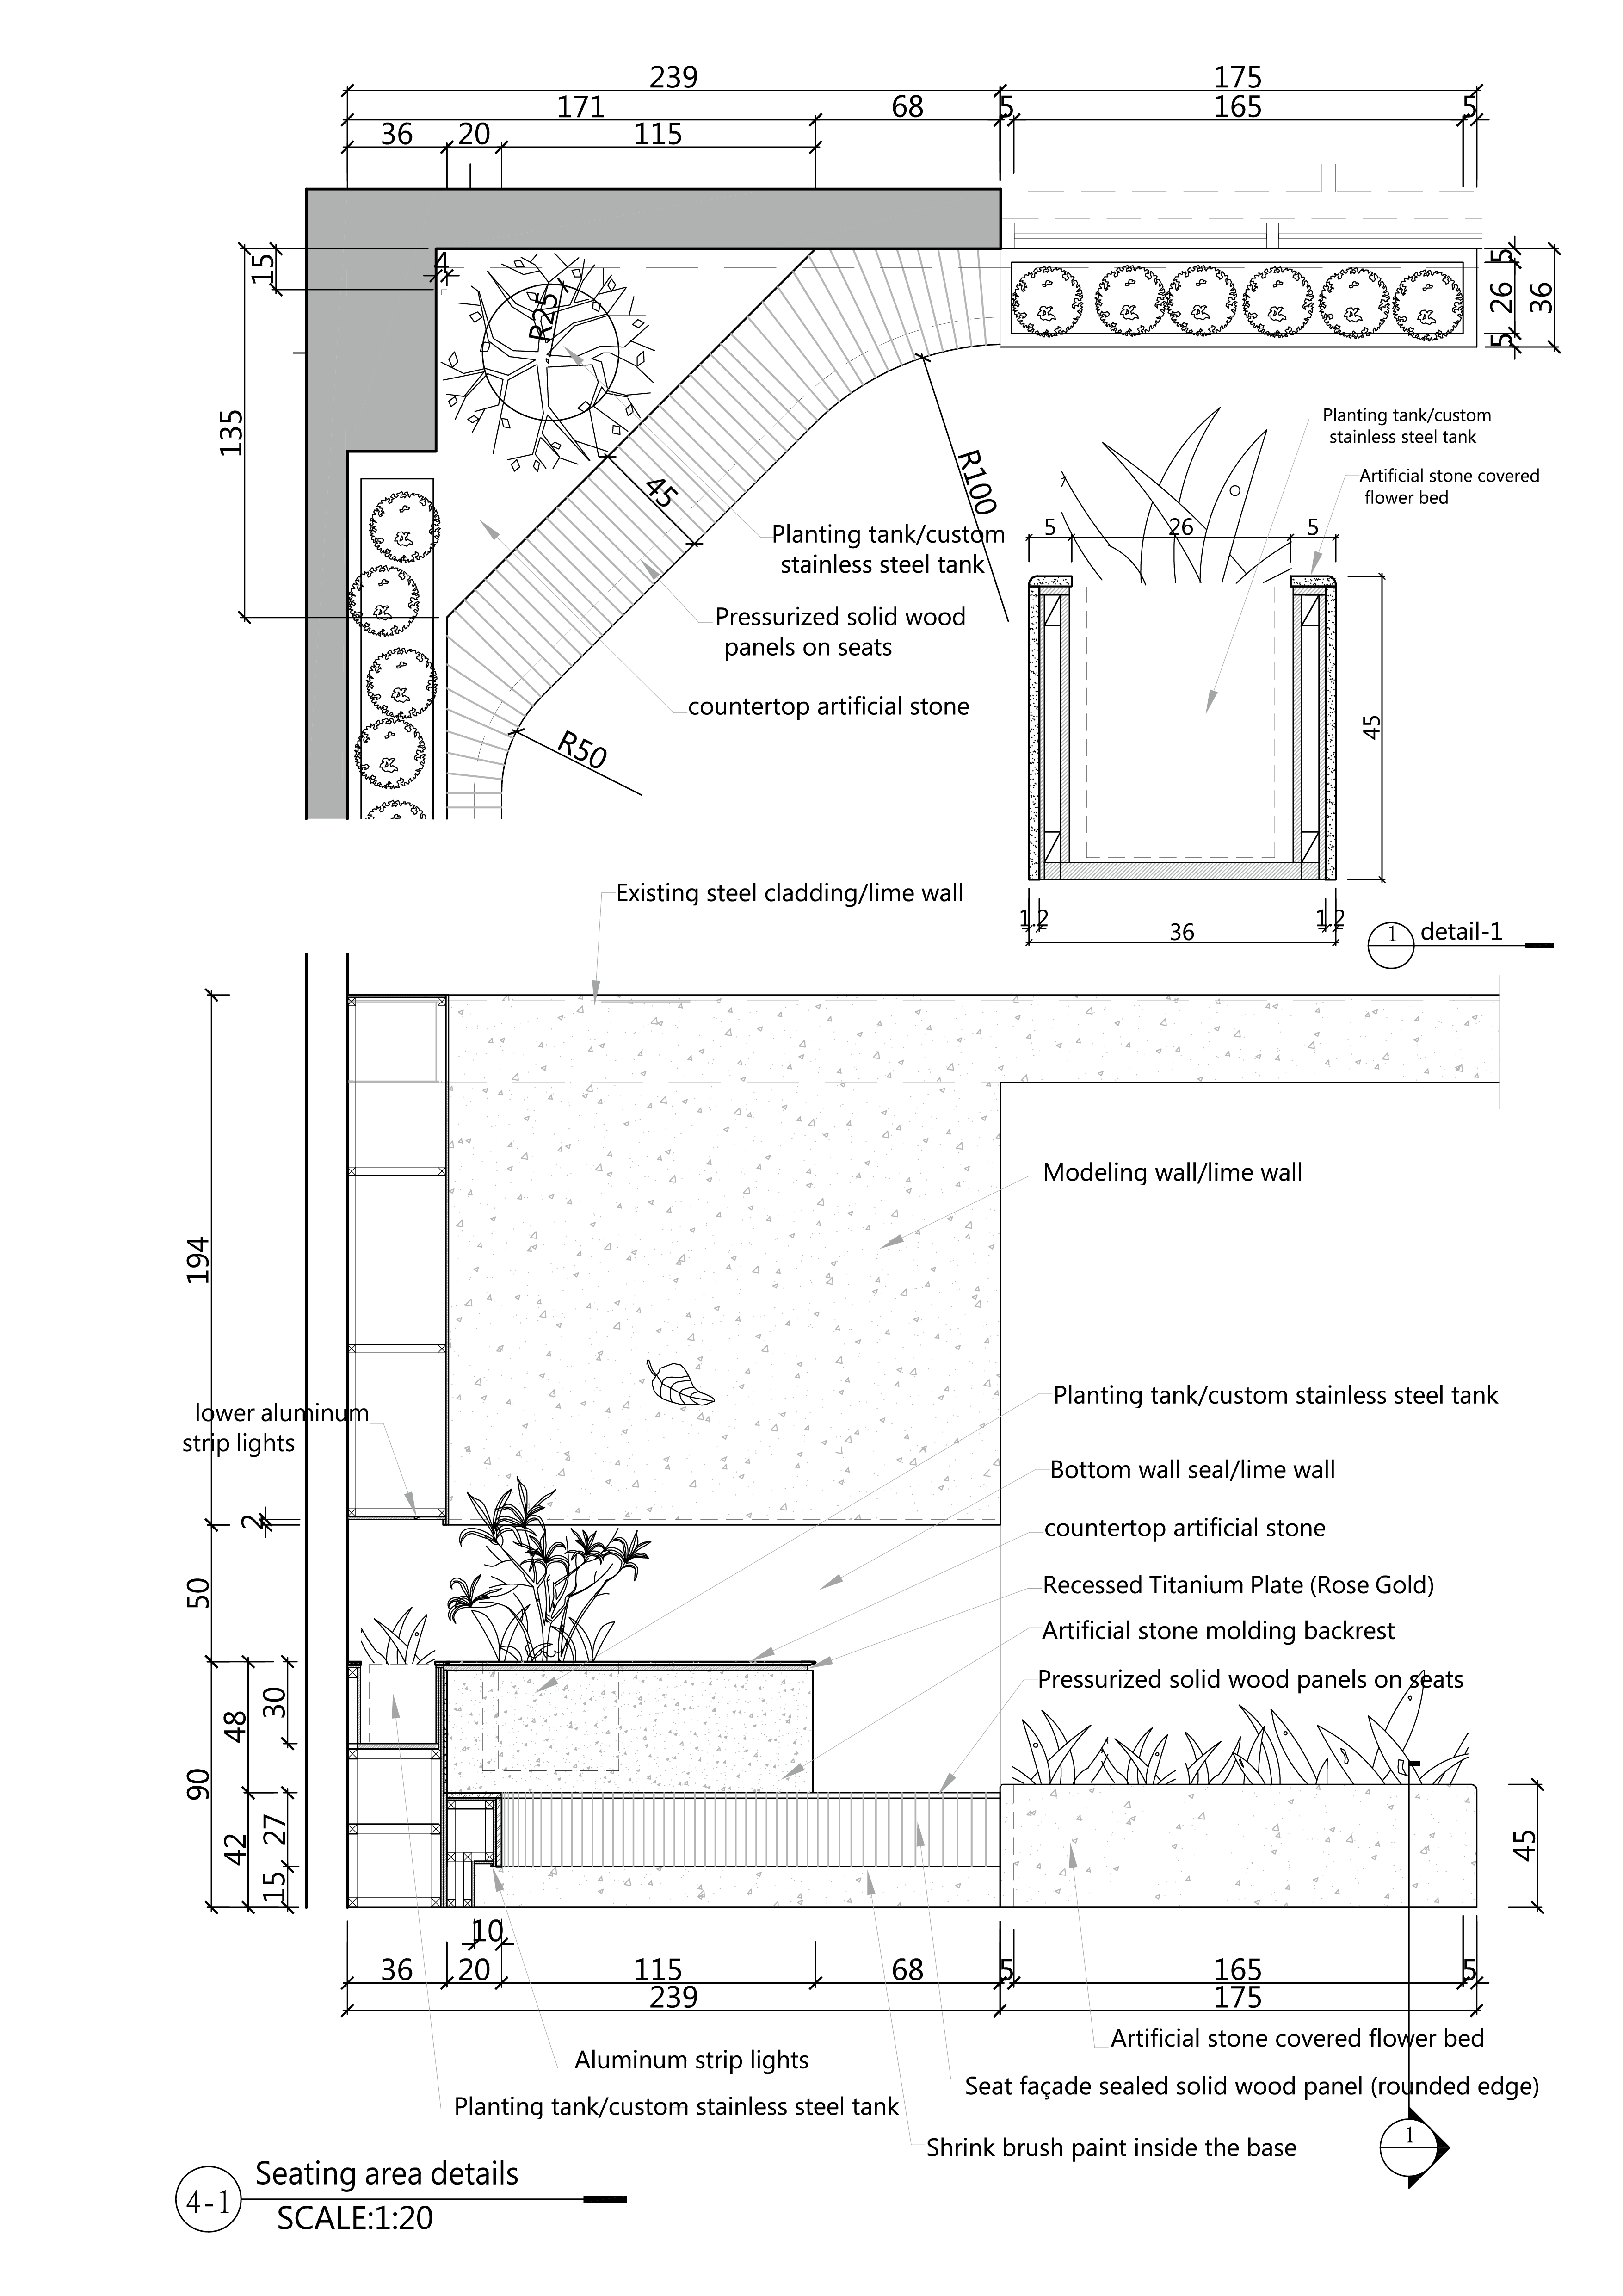 239
175
171
68
5
165
5
36
20
115
15
4
R25
5
26
36
5
135
Planting tank/custom
stainless steel tank
Artificial stone covered
flower bed
45
R100
5
26
5
Planting tank/custom
stainless steel tank
Pressurized solid wood
panels on seats
countertop artificial stone
45
R50
Existing steel cladding/lime wall
1.2
1.2
36
1
detail-1
Modeling wall/lime wall
194
lower aluminum
strip lights
Planting tank/custom stainless steel tank
Bottom wall seal/lime wall
2
countertop artificial stone
50
Recessed Titanium Plate (Rose Gold)
Artificial stone molding backrest
Pressurized solid wood panels on seats
30
48
90
27
42
15
45
10
36
20
115
68
5
165
5
239
175
Artificial stone covered flower bed
Aluminum strip lights
Seat façade sealed solid wood panel (rounded edge)
Planting tank/custom stainless steel tank
1
Shrink brush paint inside the base
4-1
Seating area details
SCALE:1:20